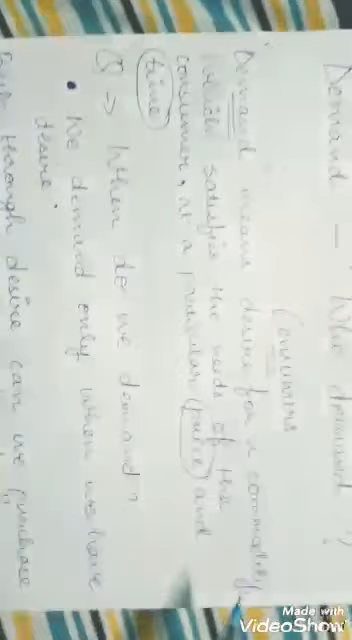 Demand - Who demand ?
Consumers
Demand means desire for a commodity
which satisfies the needs of the
consumer, at a price and
time
Q → When do we demand?
• We demand only when we have
desire
through desire can we purchase
Made with
VideoShow